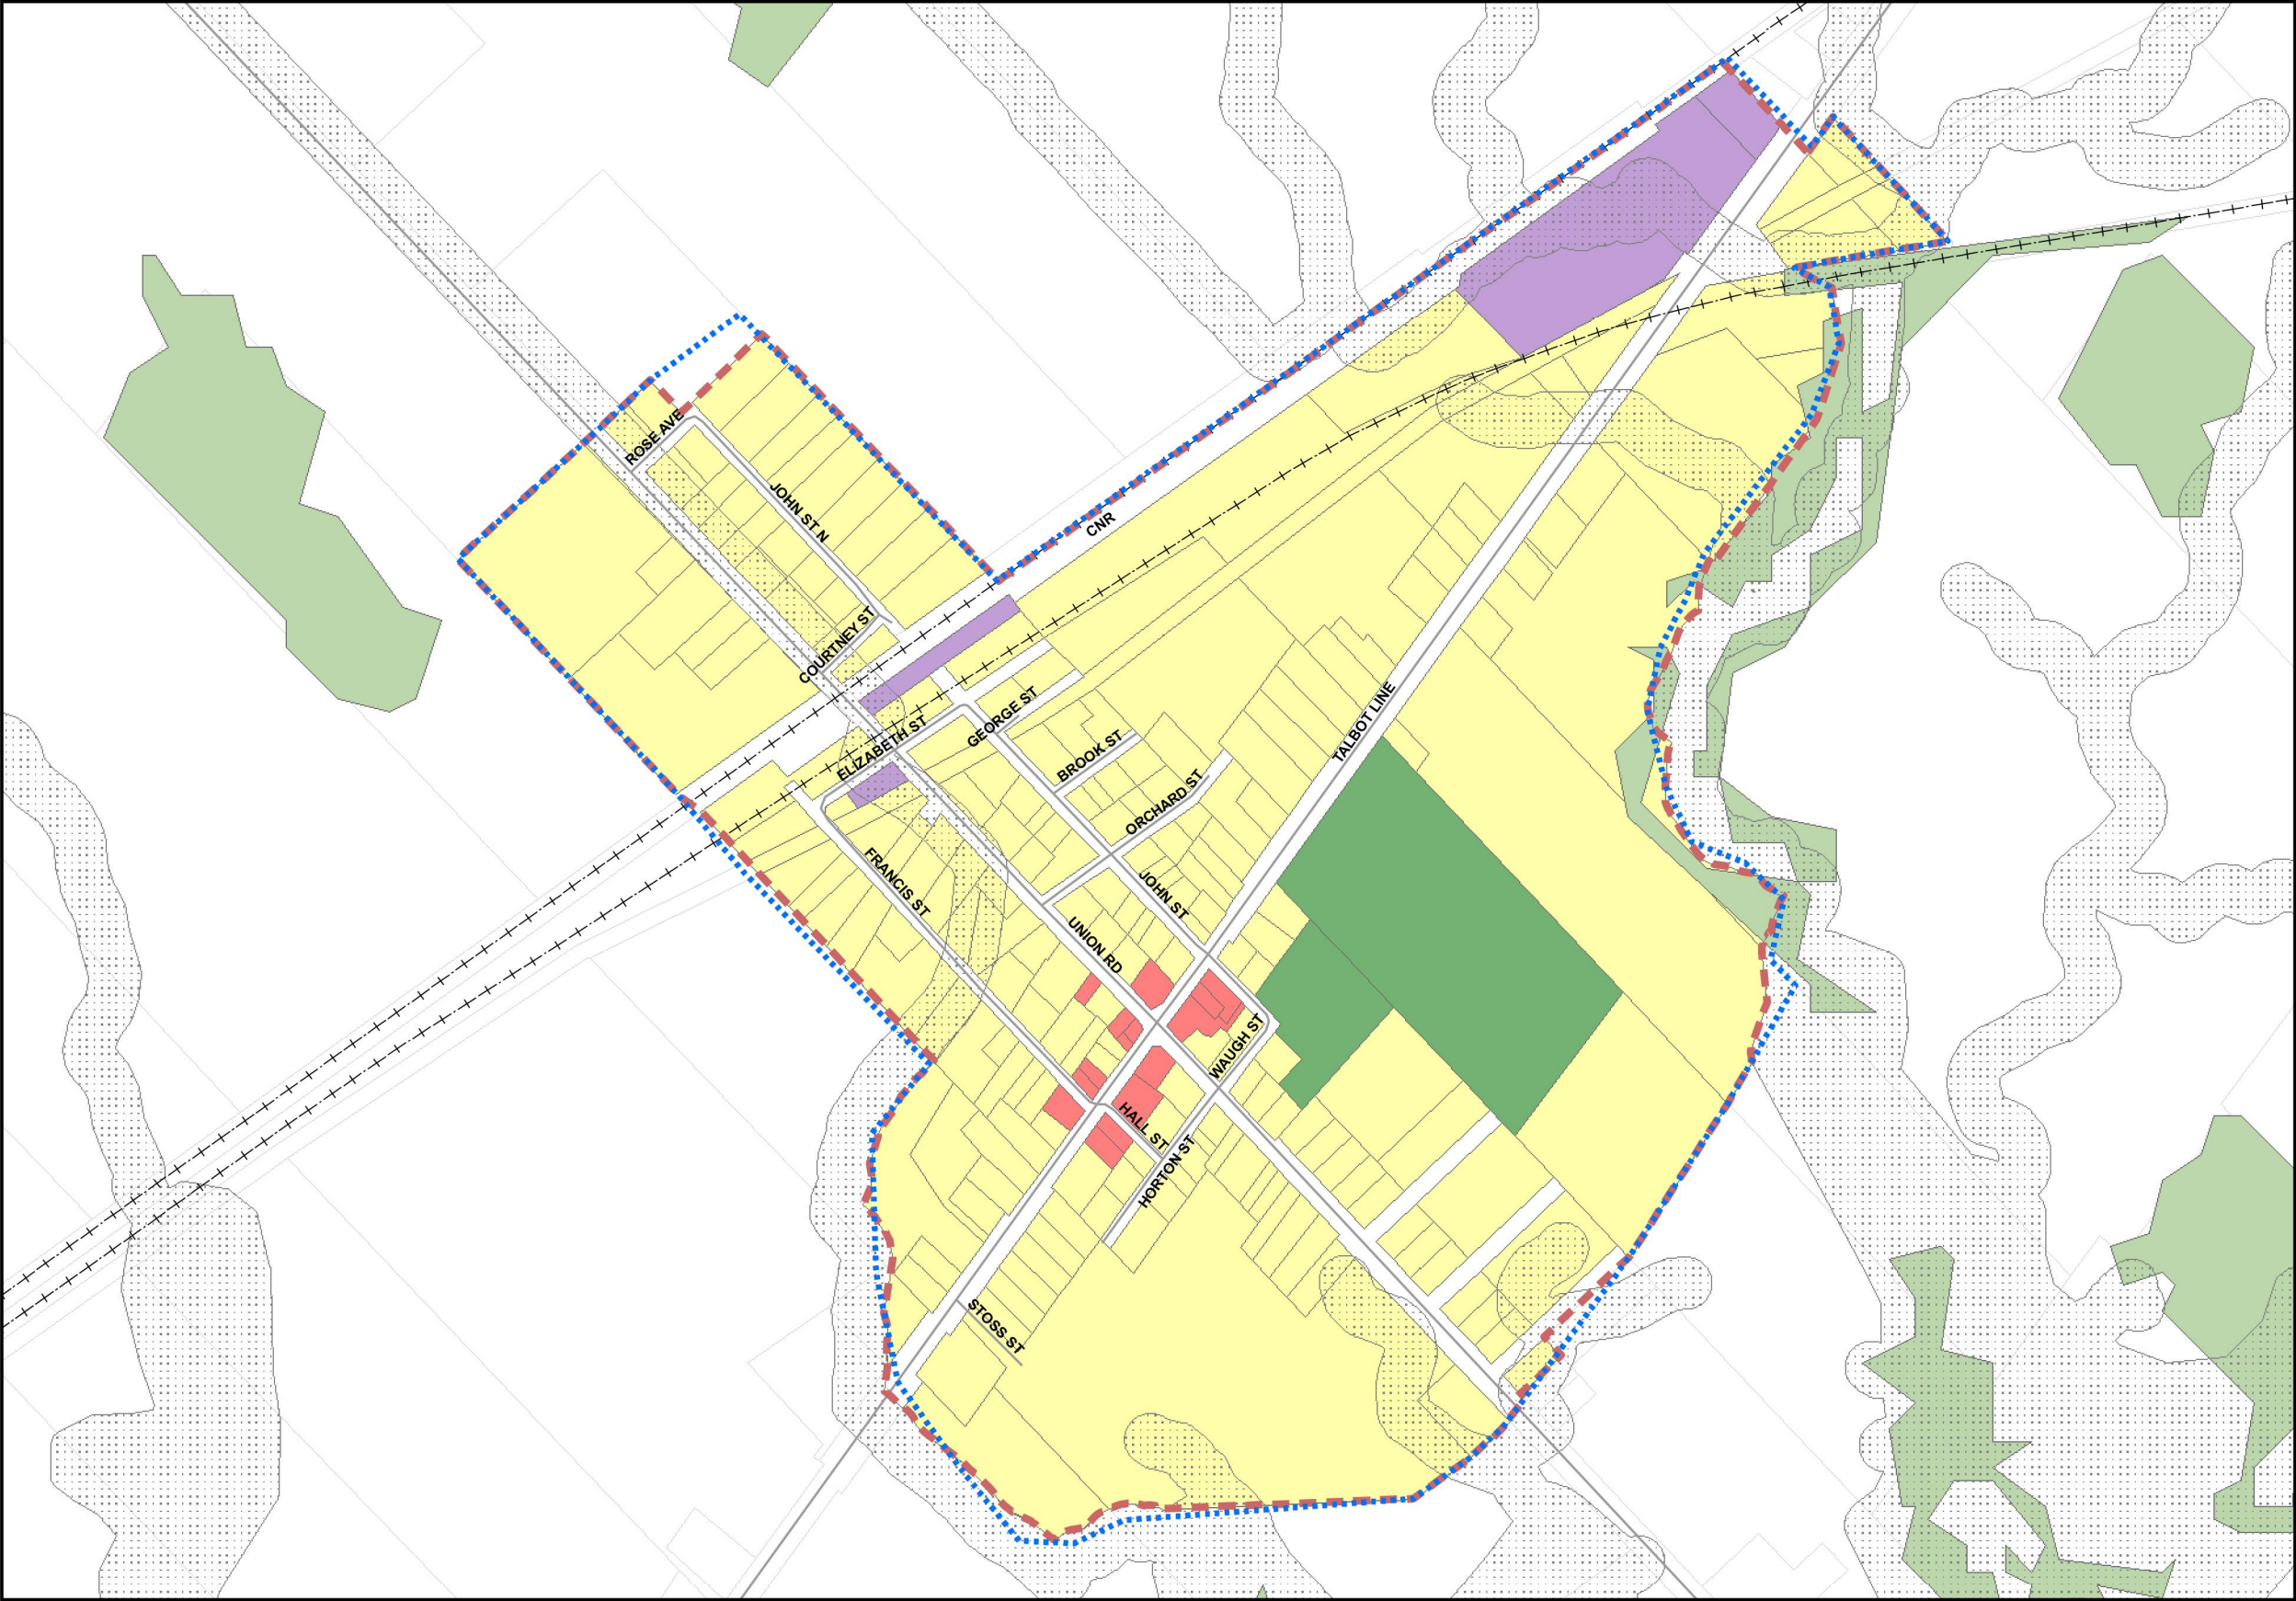 ROSE AVE
JOHN ST N
CNR
COURTNEY ST
GEORGE ST
ELIZABETH ST
BROOK ST
TALBOT LINE
ORCHARD ST
FRANCIS ST
JOHN ST
UNION RD
WAUGH ST
HALL ST
HORTON ST
STOSS ST